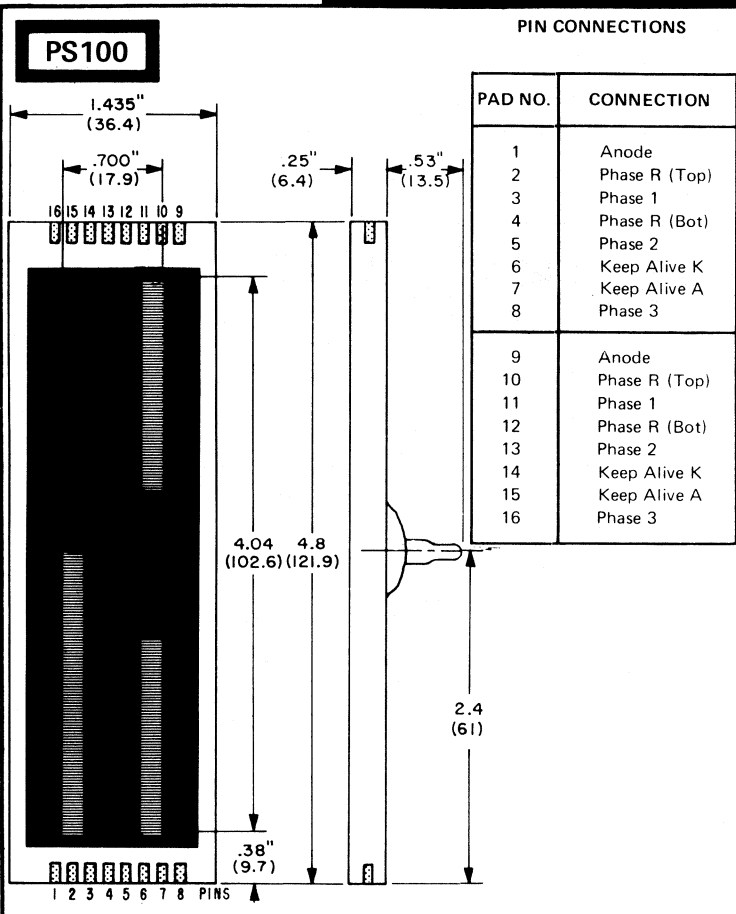 PIN CONNECTIONS
PS100
PAD NO. CONNECTION
1 Anode
2 Phase R (Top)
3 Phase 1
4 Phase R (Bot)
5 Phase 2
6 Keep Alive K
7 Keep Alive A
8 Phase 3
9 Anode
10 Phase R (Top)
11 Phase 1
12 Phase R (Bot)
13 Phase 2
14 Keep Alive K
15 Keep Alive A
16 Phase 3
1.435"
(36.4)
.700"
(17.9)
.25"
(6.4)
.53"
(13.5)
16 15 14 13 12 11 10 9
4.04
(102.6)
4.8
(121.9)
2.4
(61)
.38"
(9.7)
1 2 3 4 5 6 7 8 PINS